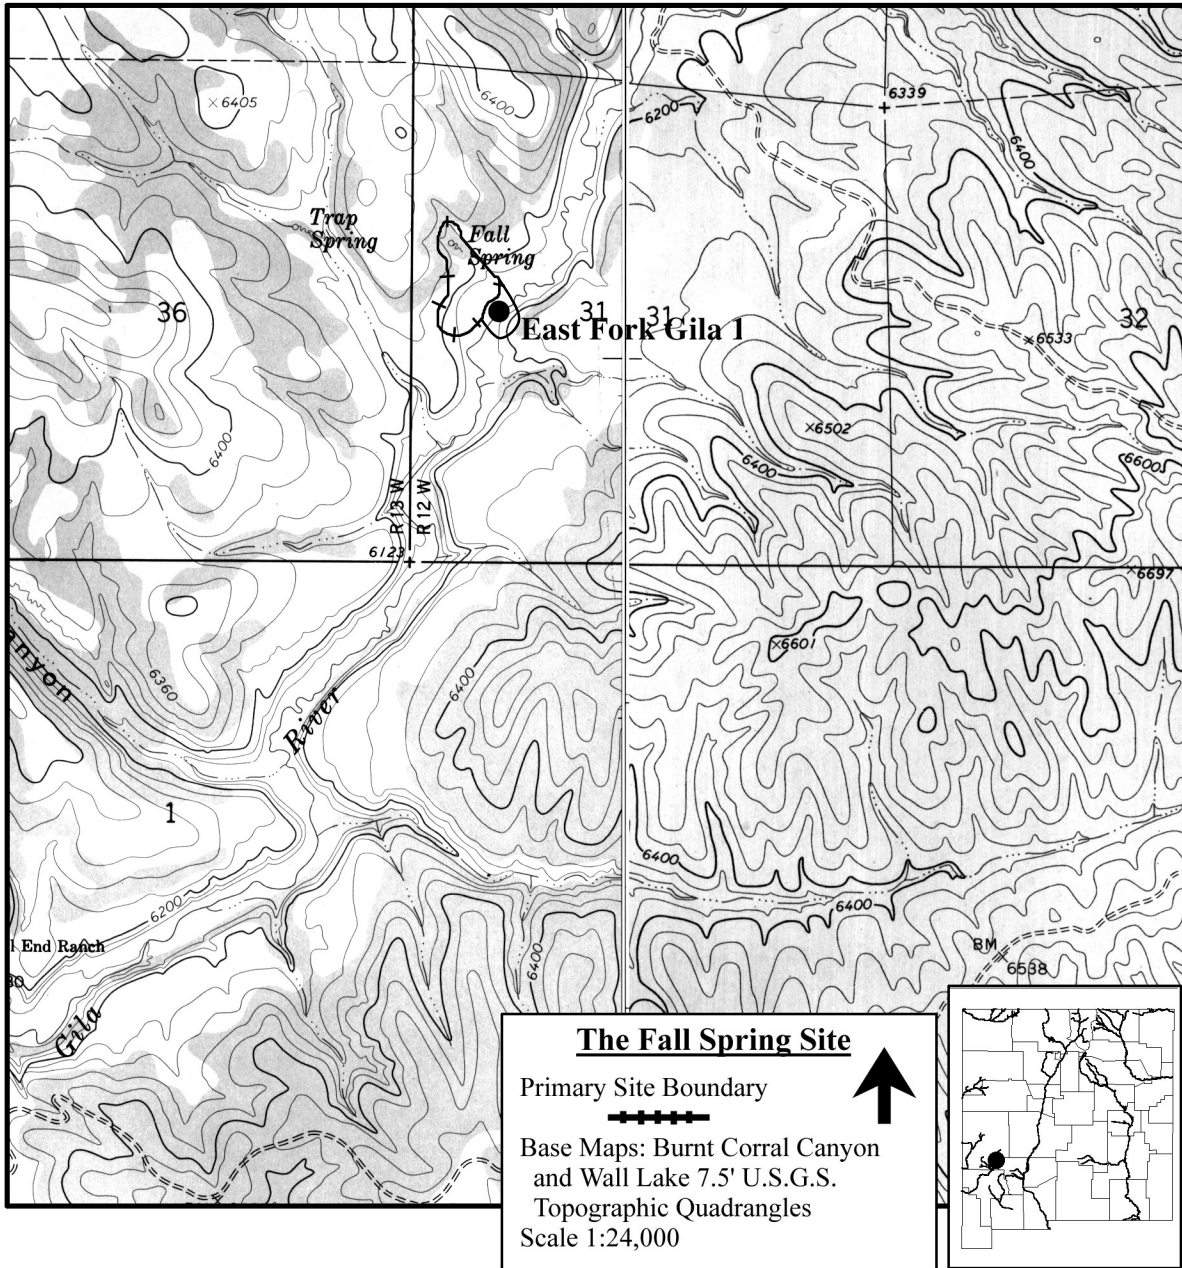 ×6405
6400
6200
6339
6400
Trap
Spring
Fall
Spring
36
31
31
32
East Fork Gila 1
×6533
×6502
6400
6400
6600
R 13 W
R 12 W
6123
×6697
×6601
anyon
6360
River
6400
1
6400
6200
6400
l End Ranch
6400
BM
×6538
80
Gila
The Fall Spring Site
Primary Site Boundary
Base Maps: Burnt Corral Canyon
and Wall Lake 7.5' U.S.G.S.
Topographic Quadrangles
Scale 1:24,000